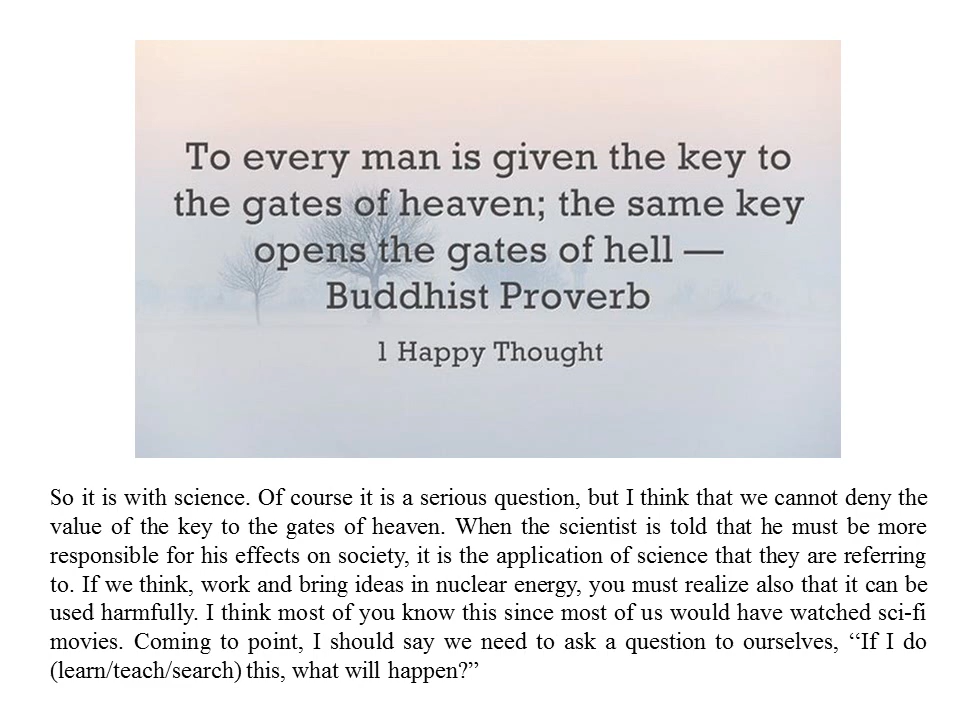 To every man is given the key to
the gates of heaven; the same key
opens the gates of hell —
Buddhist Proverb
1 Happy Thought
So it is with science. Of course it is a serious question, but I think that we cannot deny the
value of the key to the gates of heaven. When the scientist is told that he must be more
responsible for his effects on society, it is the application of science that they are referring
to. If we think, work and bring ideas in nuclear energy, you must realize also that it can be
used harmfully. I think most of you know this since most of us would have watched sci-fi
movies. Coming to point, I should say we need to ask a question to ourselves, “If I do
(learn/teach/search) this, what will happen?”